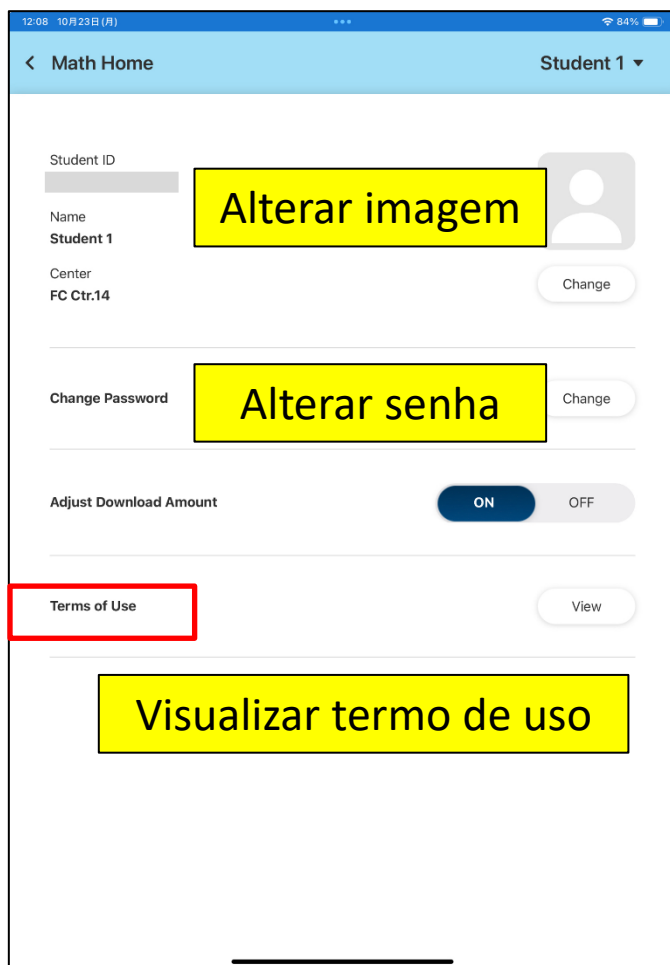 12:08 10月23日(月)
84%
Math Home
Student 1
Student ID
Alterar imagem
Name
Student 1
Center
FC Ctr.14
Change
Change Password
Alterar senha
Change
Adjust Download Amount
ON
OFF
Terms of Use
View
Visualizar termo de uso